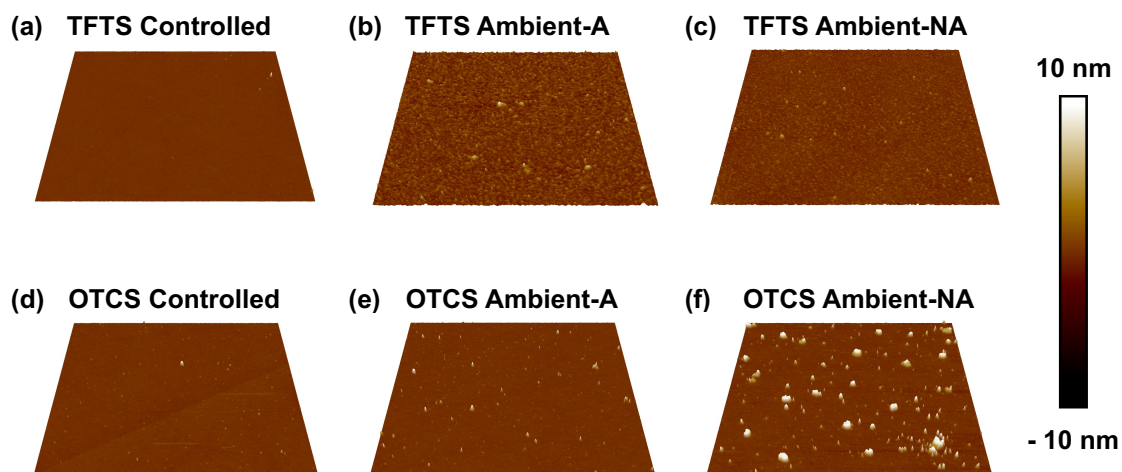 (a) TFTS Controlled
(b) TFTS Ambient-A
(c) TFTS Ambient-NA
10 nm
(d) OTCS Controlled
(e) OTCS Ambient-A
(f) OTCS Ambient-NA
- 10 nm